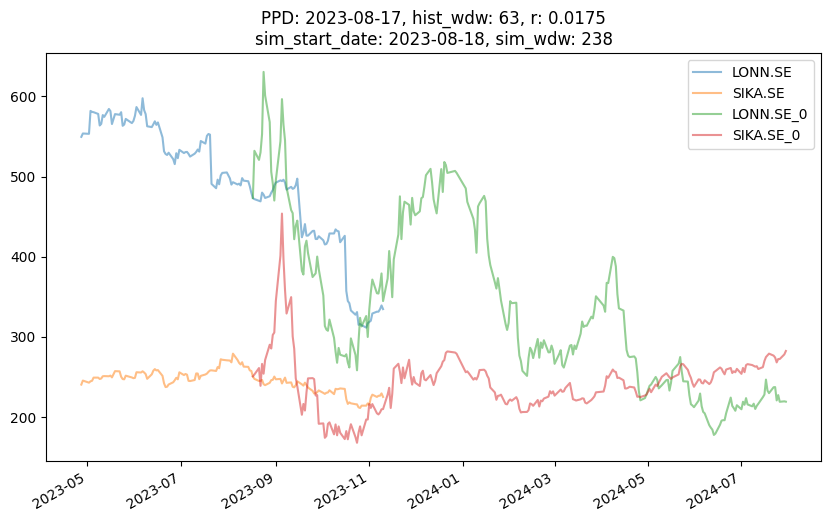 PPD: 2023-08-17, hist_wdw: 63, r: 0.0175
sim_start_date: 2023-08-18, sim_wdw: 238
LONN.SE
SIKA.SE
LONN.SE_0
SIKA.SE_0
600
500
400
300
200
2023-05
2023-07
2023-09
2023-11
2024-01
2024-03
2024-05
2024-07